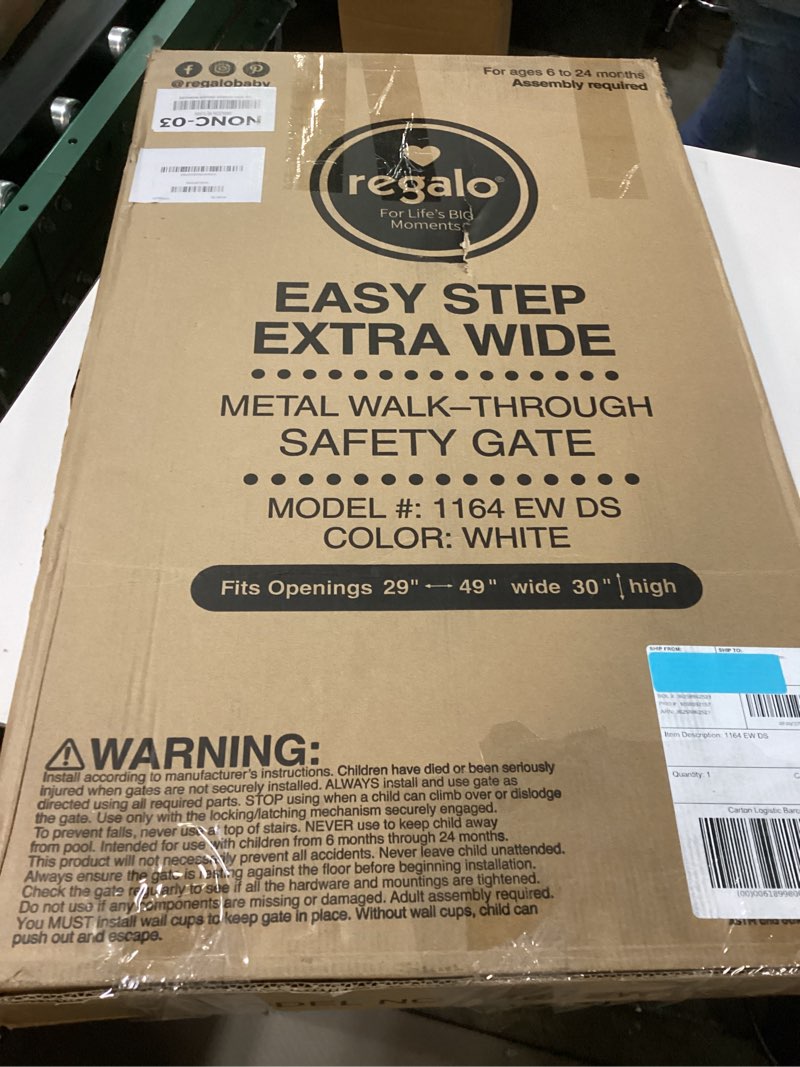 @regalobaby
For ages 6 to 24 months
Assembly required
NONC-03
regalo®
For Life's BIG
Moments
EASY STEP
EXTRA WIDE
METAL WALK–THROUGH
SAFETY GATE
MODEL #: 1164 EW DS
COLOR: WHITE
Fits Openings 29" ↔ 49" wide 30" ↕ high
SHIP FROM: SHIP TO:
Item Description: 1164 EW DS
Quantity: 1
Carton Logistic Barc
⚠WARNING:
Install according to manufacturer's instructions. Children have died or been seriously
injured when gates are not securely installed. ALWAYS install and use gate as
directed using all required parts. STOP using when a child can climb over or dislodge
the gate. Use only with the locking/latching mechanism securely engaged.
To prevent falls, never use at top of stairs. NEVER use to keep child away
from pool. Intended for use with children from 6 months through 24 months.
This product will not necessarily prevent all accidents. Never leave child unattended.
Always ensure the gate is resting against the floor before beginning installation.
Check the gate regularly to see if all the hardware and mountings are tightened.
Do not use if any components are missing or damaged. Adult assembly required.
You MUST install wall cups to keep gate in place. Without wall cups, child can
push out and escape.